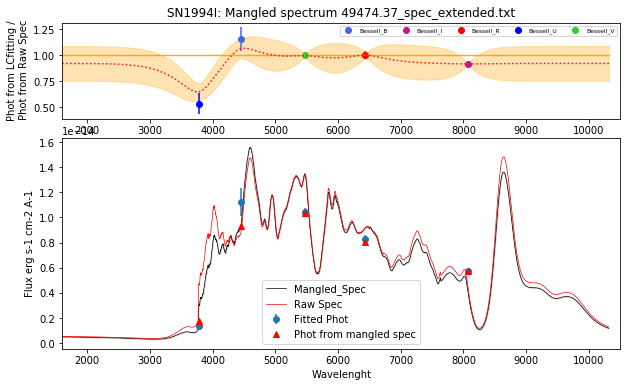 SN1994I: Mangled spectrum 49474.37_spec_extended.txt
Phot from LCfitting /
Phot from Raw Spec
1.25
1.00
0.75
0.50
Bessell_B
Bessell_I
Bessell_R
Bessell_U
Bessell_V
2000 3000 4000 5000 6000 7000 8000 9000 10000
1e−14
Flux erg s-1 cm-2 A-1
1.6
1.4
1.2
1.0
0.8
0.6
0.4
0.2
0.0
Mangled_Spec
Raw Spec
Fitted Phot
Phot from mangled spec
2000 3000 4000 5000 6000 7000 8000 9000 10000
Wavelenght